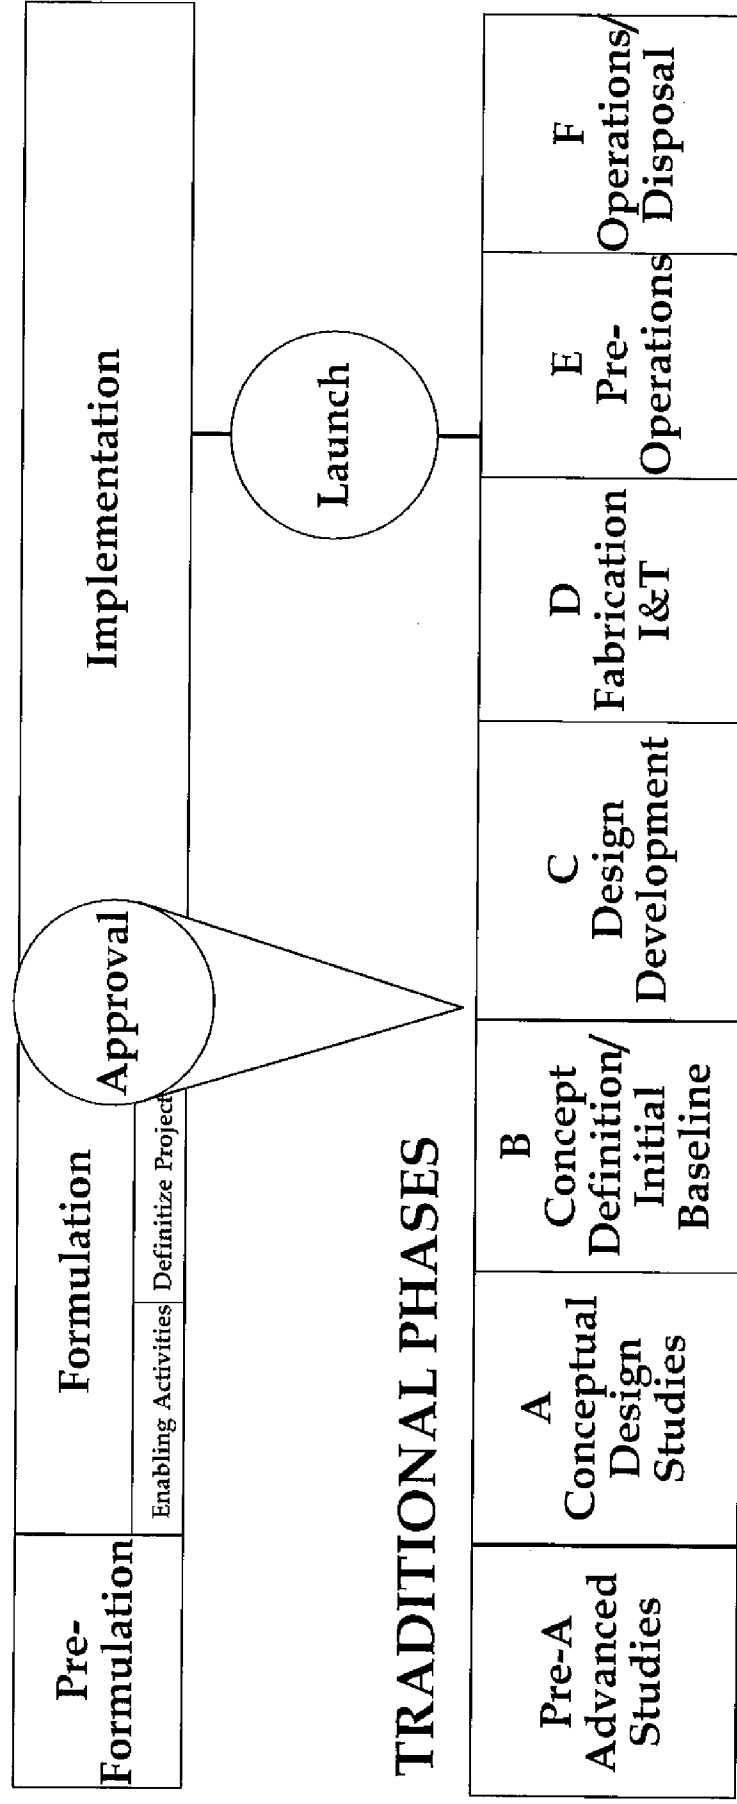 Pre-
Formulation
Formulation
Enabling Activities
Definitize Project
Approval
Implementation
Launch
TRADITIONAL PHASES
Pre-A
Advanced
Studies
A
Conceptual
Design
Studies
B
Concept
Definition/
Initial
Baseline
C
Design
Development
D
Fabrication
I&T
E
Pre-
Operations
F
Operations/
Disposal